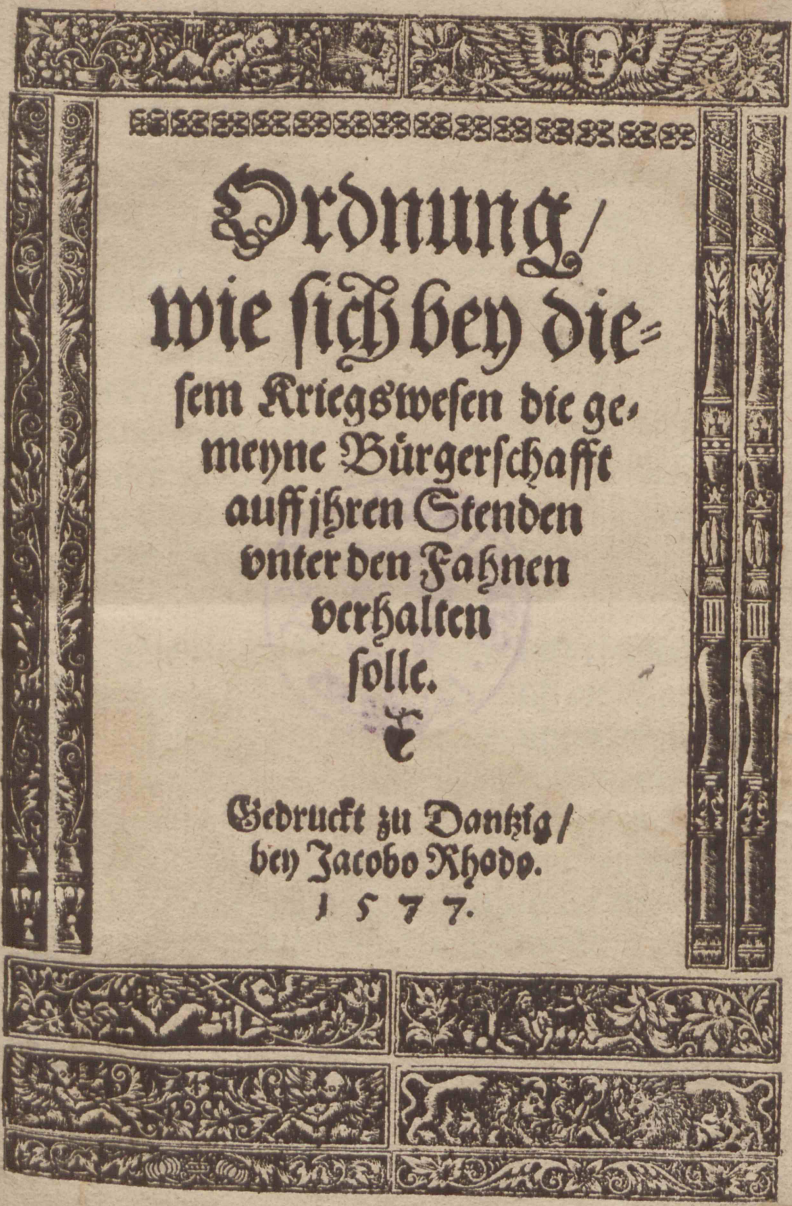 Ordnung/
wie sich bey die=
sem Kriegswesen die ge=
meyne Bürgerschafft
auff jhren Stenden
vnter den Fahnen
verhalten
solle.
Gedruckt zu Dantzig/
bey Jacobo Rhodo.
1577.